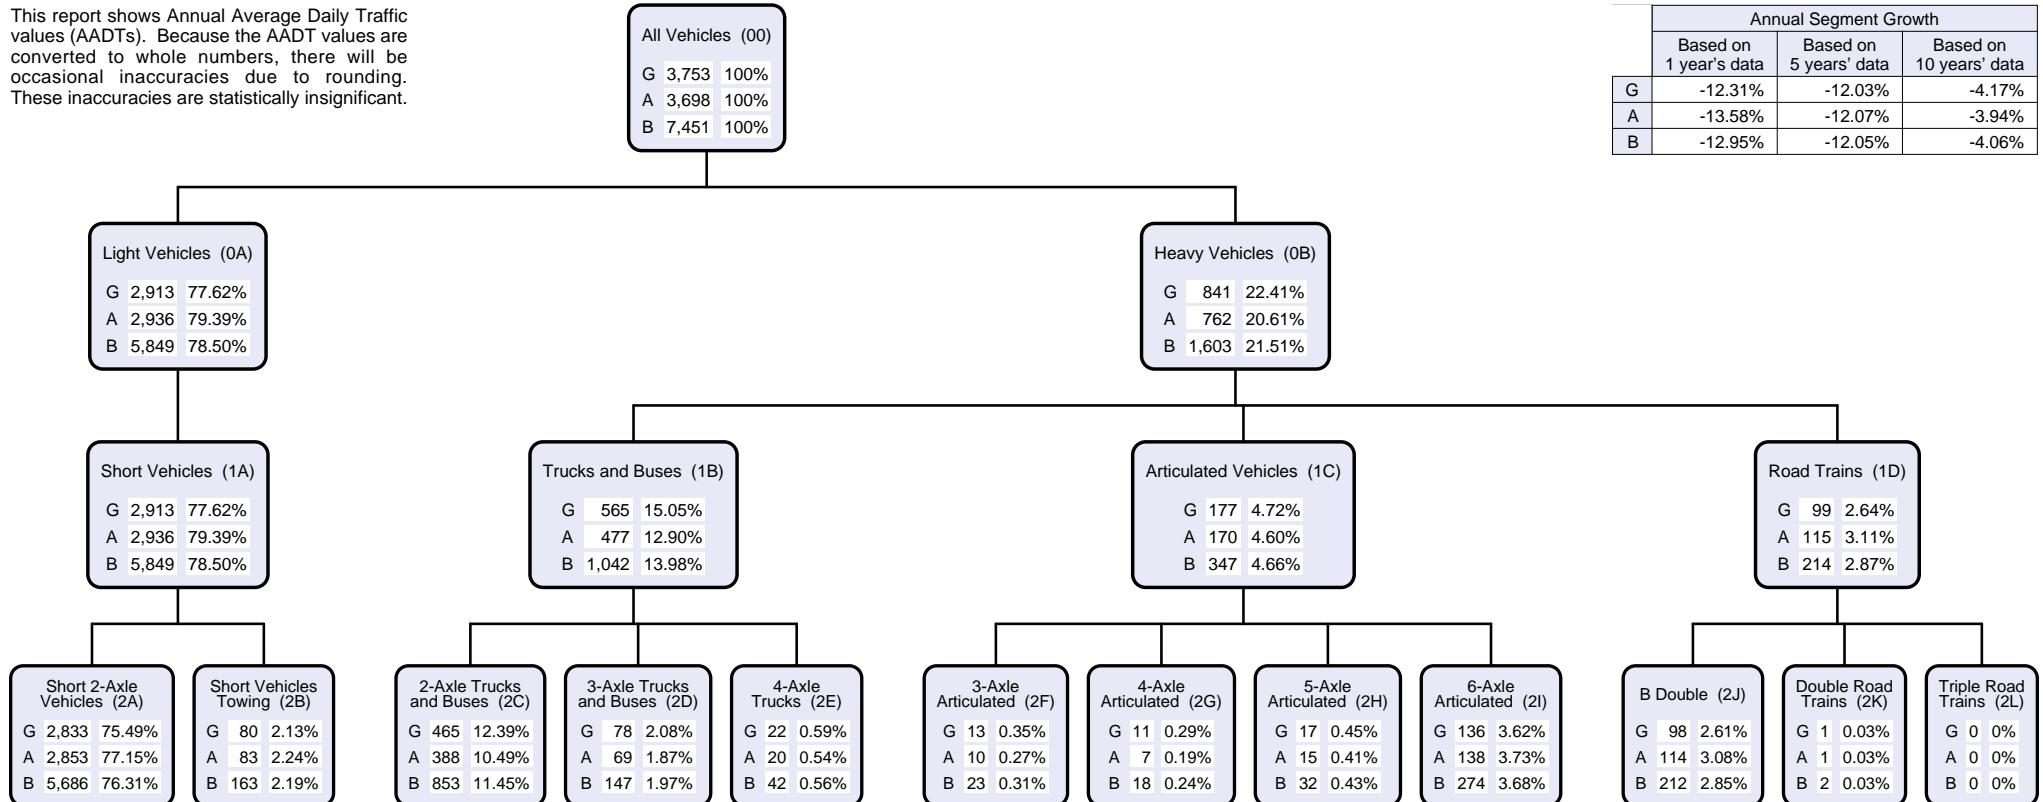 This report shows Annual Average Daily Traffic
values (AADTs). Because the AADT values are
converted to whole numbers, there will be
occasional inaccuracies due to rounding.
These inaccuracies are statistically insignificant.
All Vehicles (00)
G 3,753 100%
A 3,698 100%
B 7,451 100%
Annual Segment Growth
Based on 1 year's data Based on 5 years' data Based on 10 years' data
G -12.31% -12.03% -4.17%
A -13.58% -12.07% -3.94%
B -12.95% -12.05% -4.06%
Light Vehicles (0A)
G 2,913 77.62%
A 2,936 79.39%
B 5,849 78.50%
Heavy Vehicles (0B)
G 841 22.41%
A 762 20.61%
B 1,603 21.51%
Short Vehicles (1A)
G 2,913 77.62%
A 2,936 79.39%
B 5,849 78.50%
Trucks and Buses (1B)
G 565 15.05%
A 477 12.90%
B 1,042 13.98%
Articulated Vehicles (1C)
G 177 4.72%
A 170 4.60%
B 347 4.66%
Road Trains (1D)
G 99 2.64%
A 115 3.11%
B 214 2.87%
Short 2-Axle
Vehicles (2A)
G 2,833 75.49%
A 2,853 77.15%
B 5,686 76.31%
Short Vehicles
Towing (2B)
G 80 2.13%
A 83 2.24%
B 163 2.19%
2-Axle Trucks
and Buses (2C)
G 465 12.39%
A 388 10.49%
B 853 11.45%
3-Axle Trucks
and Buses (2D)
G 78 2.08%
A 69 1.87%
B 147 1.97%
4-Axle
Trucks (2E)
G 22 0.59%
A 20 0.54%
B 42 0.56%
3-Axle
Articulated (2F)
G 13 0.35%
A 10 0.27%
B 23 0.31%
4-Axle
Articulated (2G)
G 11 0.29%
A 7 0.19%
B 18 0.24%
5-Axle
Articulated (2H)
G 17 0.45%
A 15 0.41%
B 32 0.43%
6-Axle
Articulated (2I)
G 136 3.62%
A 138 3.73%
B 274 3.68%
B Double (2J)
G 98 2.61%
A 114 3.08%
B 212 2.85%
Double Road
Trains (2K)
G 1 0.03%
A 1 0.03%
B 2 0.03%
Triple Road
Trains (2L)
G 0 0%
A 0 0%
B 0 0%